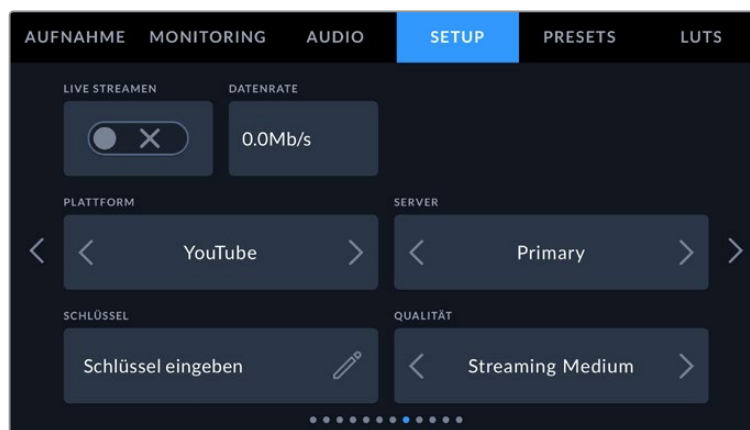 AUFNAHME MONITORING AUDIO SETUP PRESETS LUTS
LIVE STREAMEN DATENRATE
0.0Mb/s
PLATTFORM SERVER
YouTube Primary
SCHLÜSSEL QUALITÄT
Schlüssel eingeben Streaming Medium